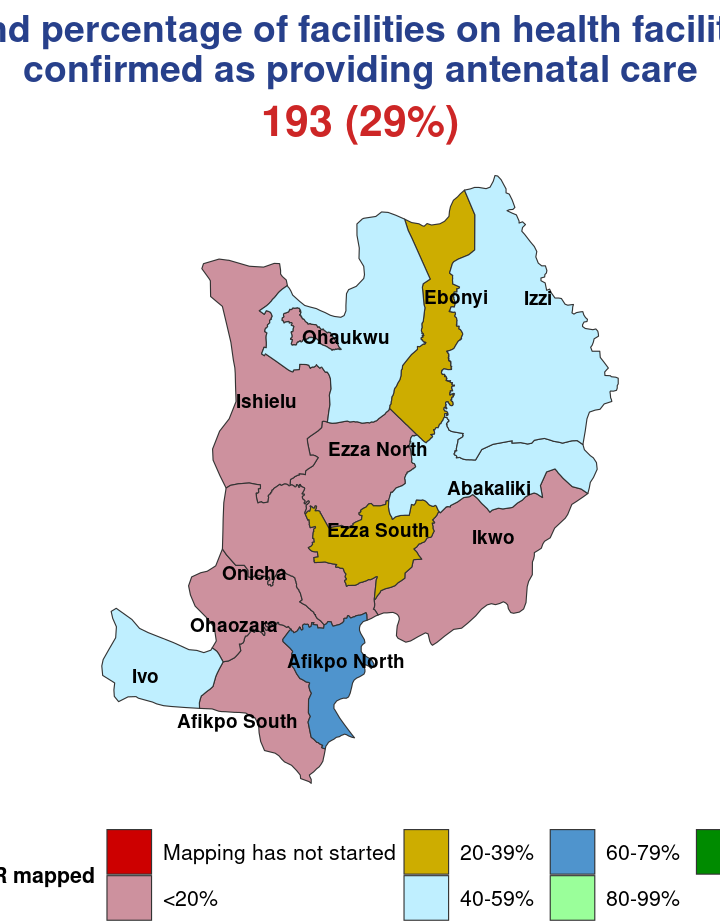 percentage of facilities on health
confirmed as providing antenatal care
193 (29%)
Ebonyi
Izzi
Ohaukwu
Ishielu
Ezza North
Abakaliki
Ezza South
Ikwo
Onicha
Ohaozara
Afikpo North
Ivo
Afikpo South
mapped
Mapping has not started
20-39%
60-79%
<20%
40-59%
80-99%